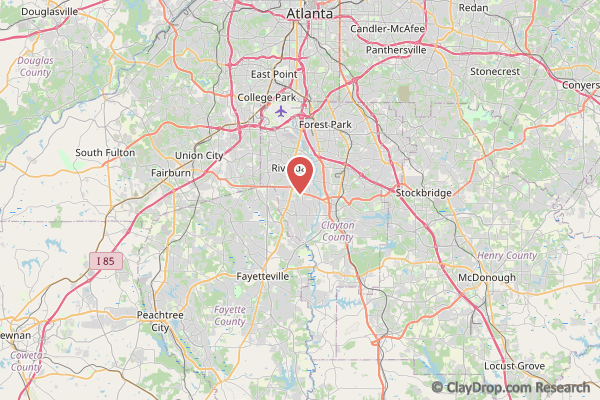 Douglasville
Atlanta
Redan
Candler-McAfee
Panthersville
Douglas
County
East Point
Stonecrest
Conyers
College Park
Forest Park
South Fulton
Union City
Fairburn
Stockbridge
Clayton
County
I 85
Henry County
Fayetteville
McDonough
Peachtree
City
Fayette
County
Coweta
County
Locust Grove
© ClayDrop.com Research